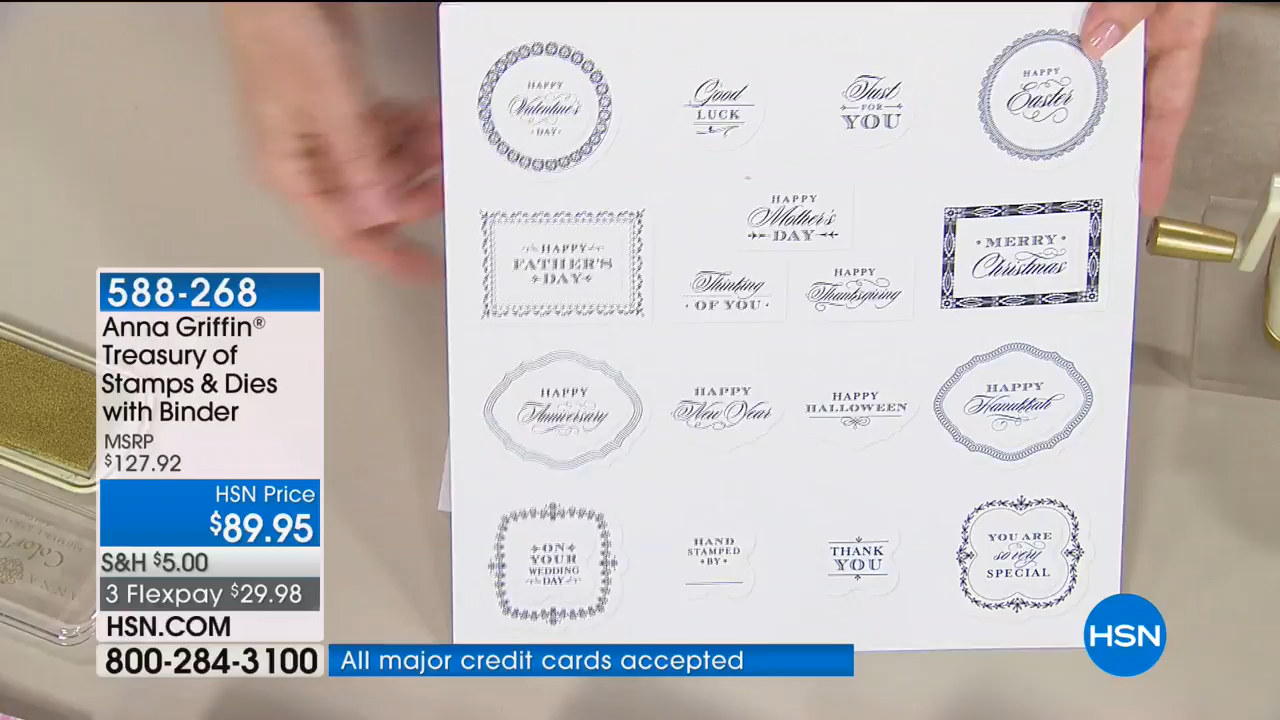 HAPPY
Valentine's
DAY
Good
LUCK
Just
FOR
YOU
HAPPY
Easter
HAPPY
FATHER'S
DAY
HAPPY
Mother's
DAY
MERRY
Christmas
Thinking
OF YOU
HAPPY
Thanksgiving
HAPPY
Anniversary
HAPPY
New Year
HAPPY
HALLOWEEN
HAPPY
Hanukkah
ON
YOUR
WEDDING
DAY
HAND
STAMPED
BY
THANK
YOU
YOU ARE
so very
SPECIAL
588-268
Anna Griffin®
Treasury of
Stamps & Dies
with Binder
MSRP
$127.92
HSN Price
$89.95
S&H $5.00
3 Flexpay $29.98
HSN.COM
800-284-3100
All major credit cards accepted
HSN